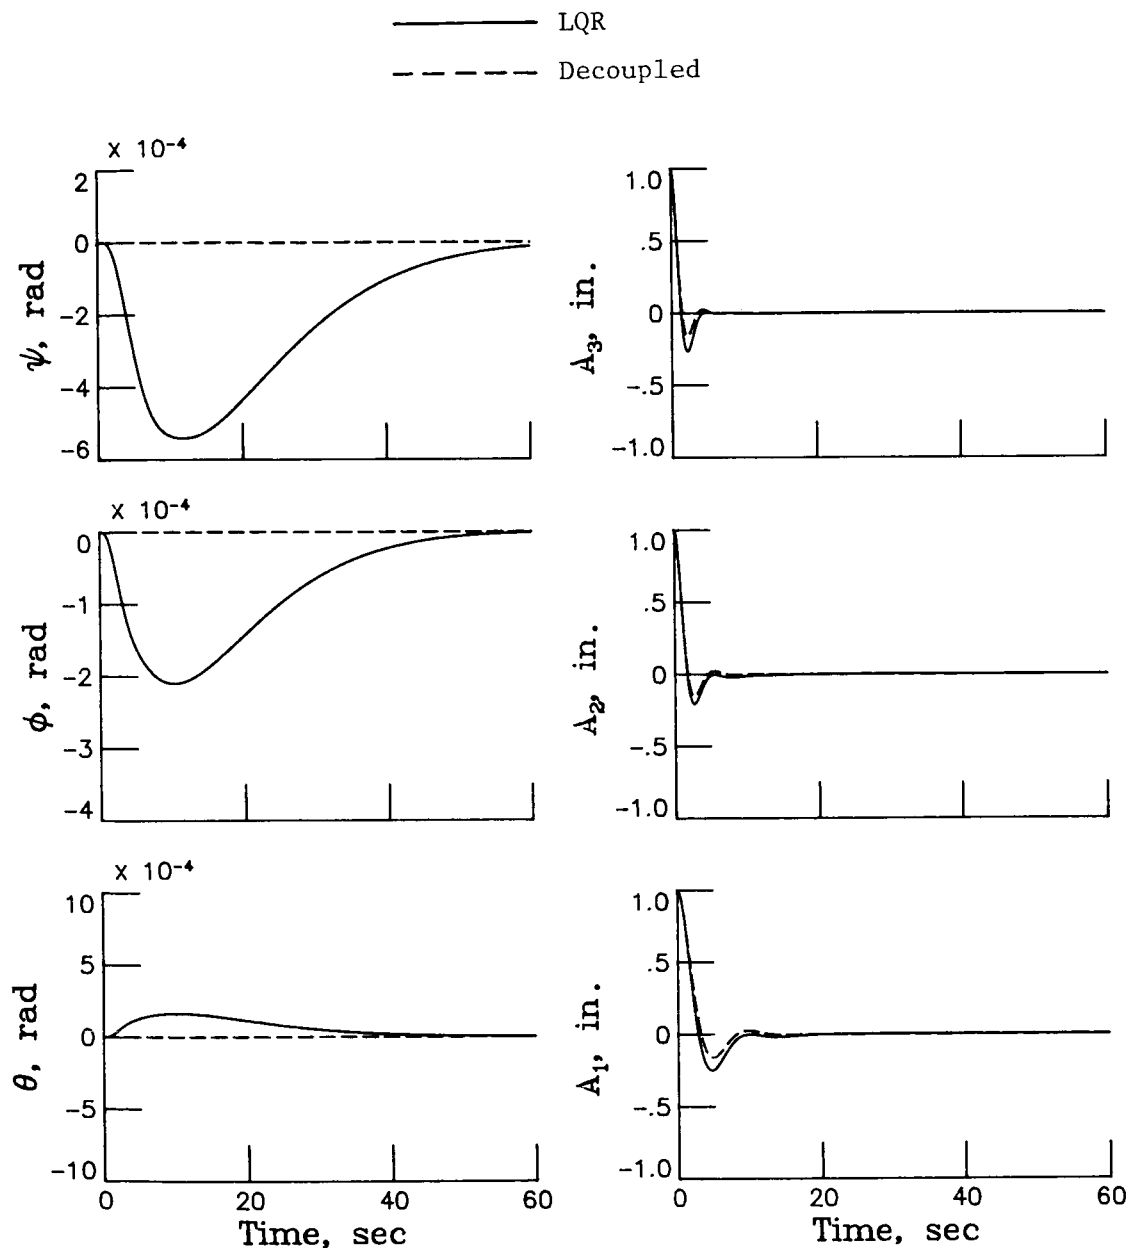 LQR
Decoupled
x 10⁻⁴
2
0
−2
−4
−6
ψ, rad
1.0
.5
0
−.5
−1.0
A₃, in.
x 10⁻⁴
0
−1
−2
−3
−4
ϕ, rad
1.0
.5
0
−.5
−1.0
A₂, in.
x 10⁻⁴
10
5
0
−5
−10
θ, rad
0 20 40 60
Time, sec
1.0
.5
0
−.5
−1.0
A₁, in.
0 20 40 60
Time, sec